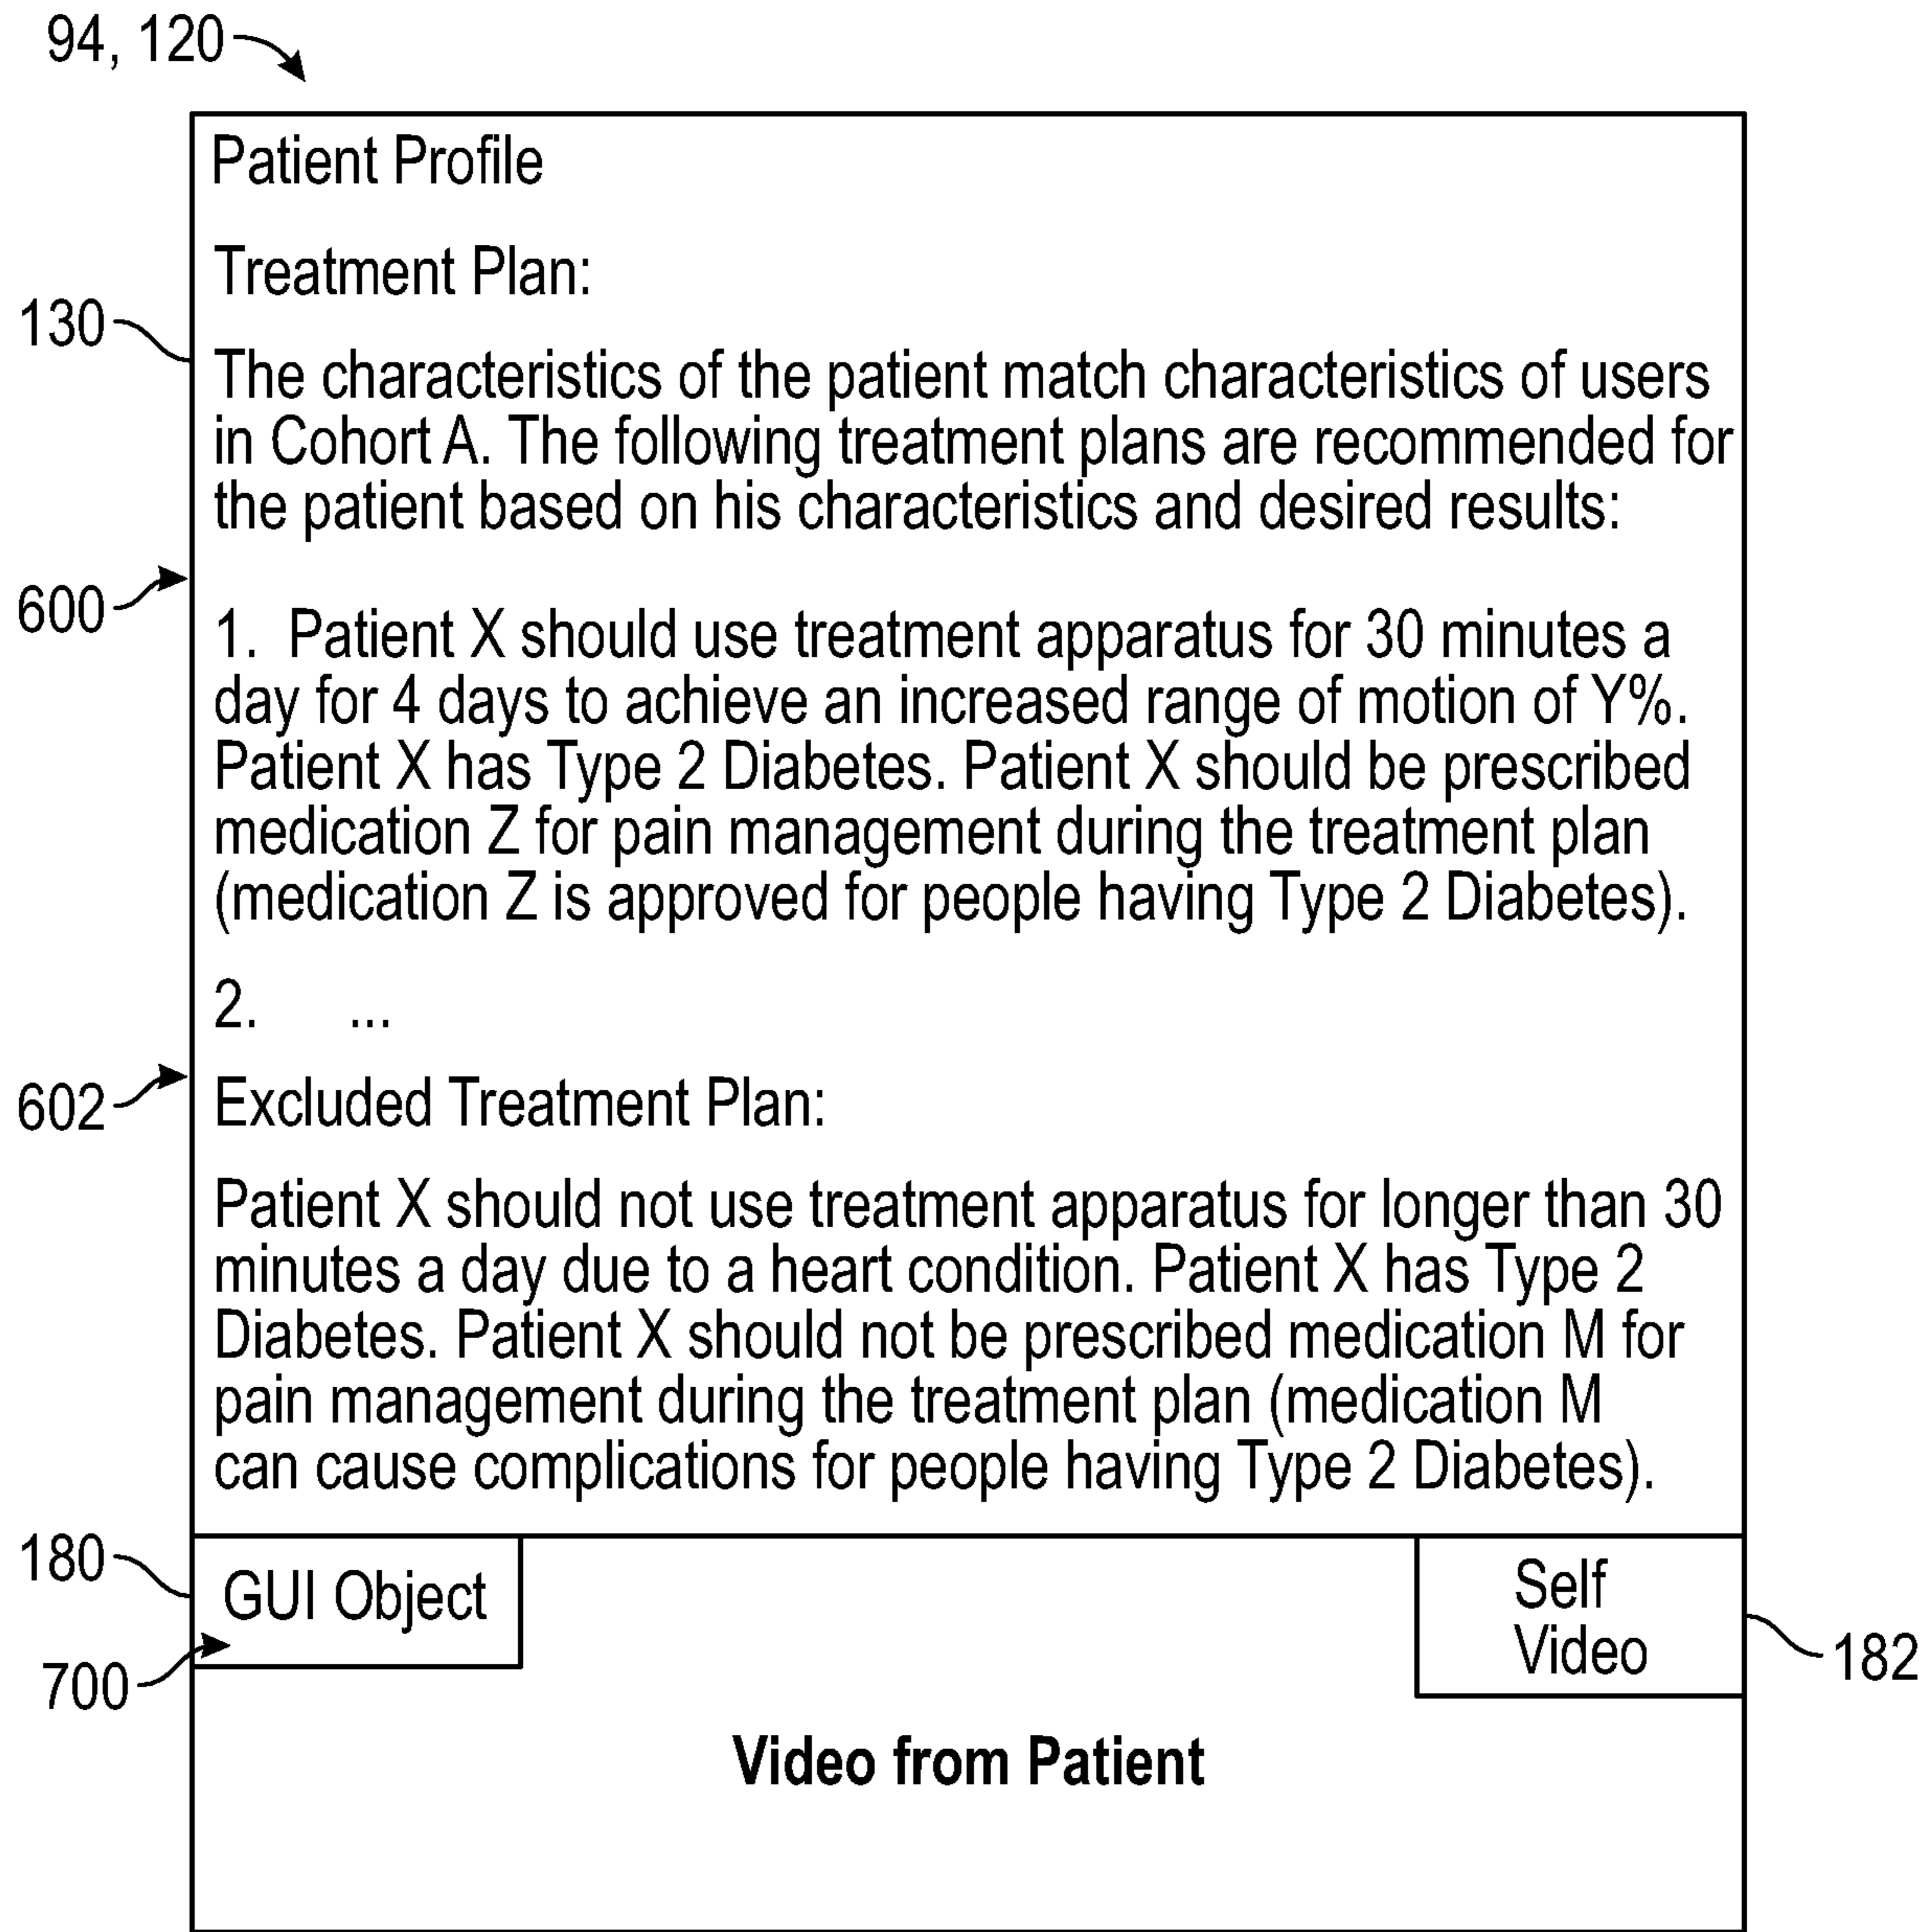 94, 120
Patient Profile
Treatment Plan:
130
The characteristics of the patient match characteristics of users
in Cohort A. The following treatment plans are recommended for
the patient based on his characteristics and desired results:
600
1. Patient X should use treatment apparatus for 30 minutes a
day for 4 days to achieve an increased range of motion of Y%.
Patient X has Type 2 Diabetes. Patient X should be prescribed
medication Z for pain management during the treatment plan
(medication Z is approved for people having Type 2 Diabetes).
2. ...
602
Excluded Treatment Plan:
Patient X should not use treatment apparatus for longer than 30
minutes a day due to a heart condition. Patient X has Type 2
Diabetes. Patient X should not be prescribed medication M for
pain management during the treatment plan (medication M
can cause complications for people having Type 2 Diabetes).
180
GUI Object
700
Self
Video
182
Video from Patient